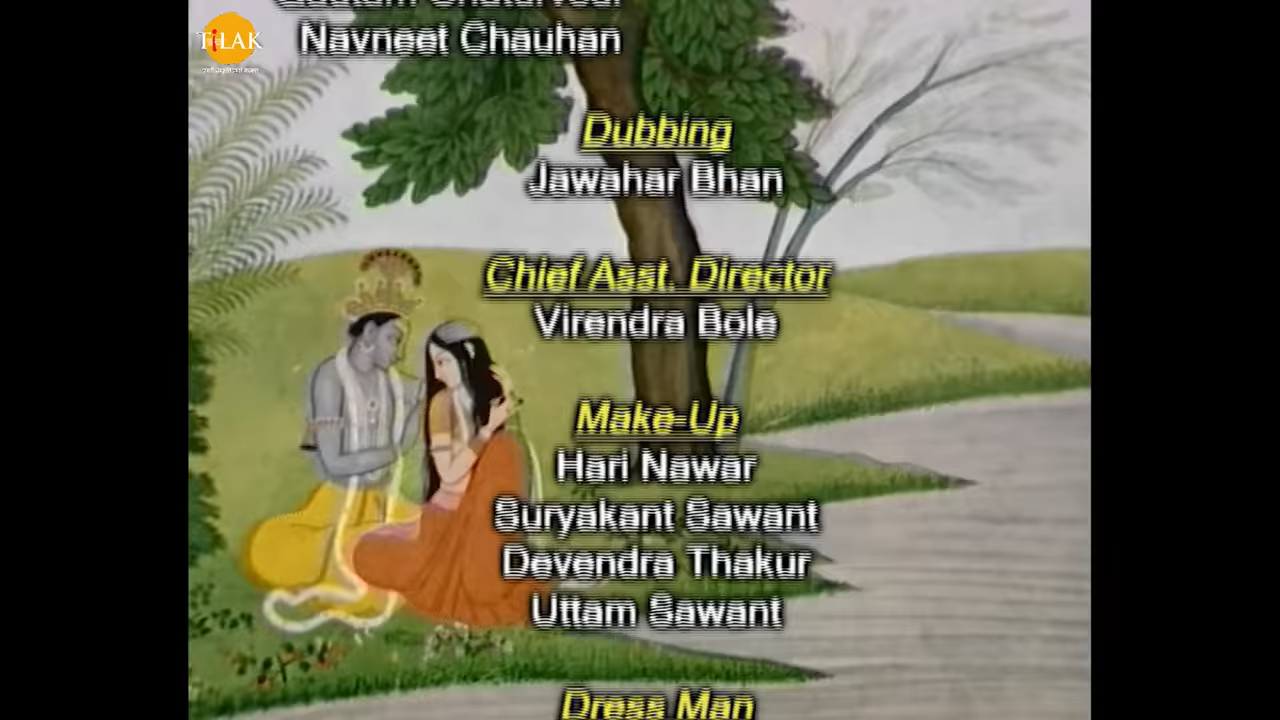 TiLAK
Navneet Chauhan
Dubbing
Jawahar Bhan
Chief Asst. Director
Virendra Bole
Make-Up
Hari Nawar
Suryakant Sawant
Devendra Thakur
Uttam Sawant
Dress Man